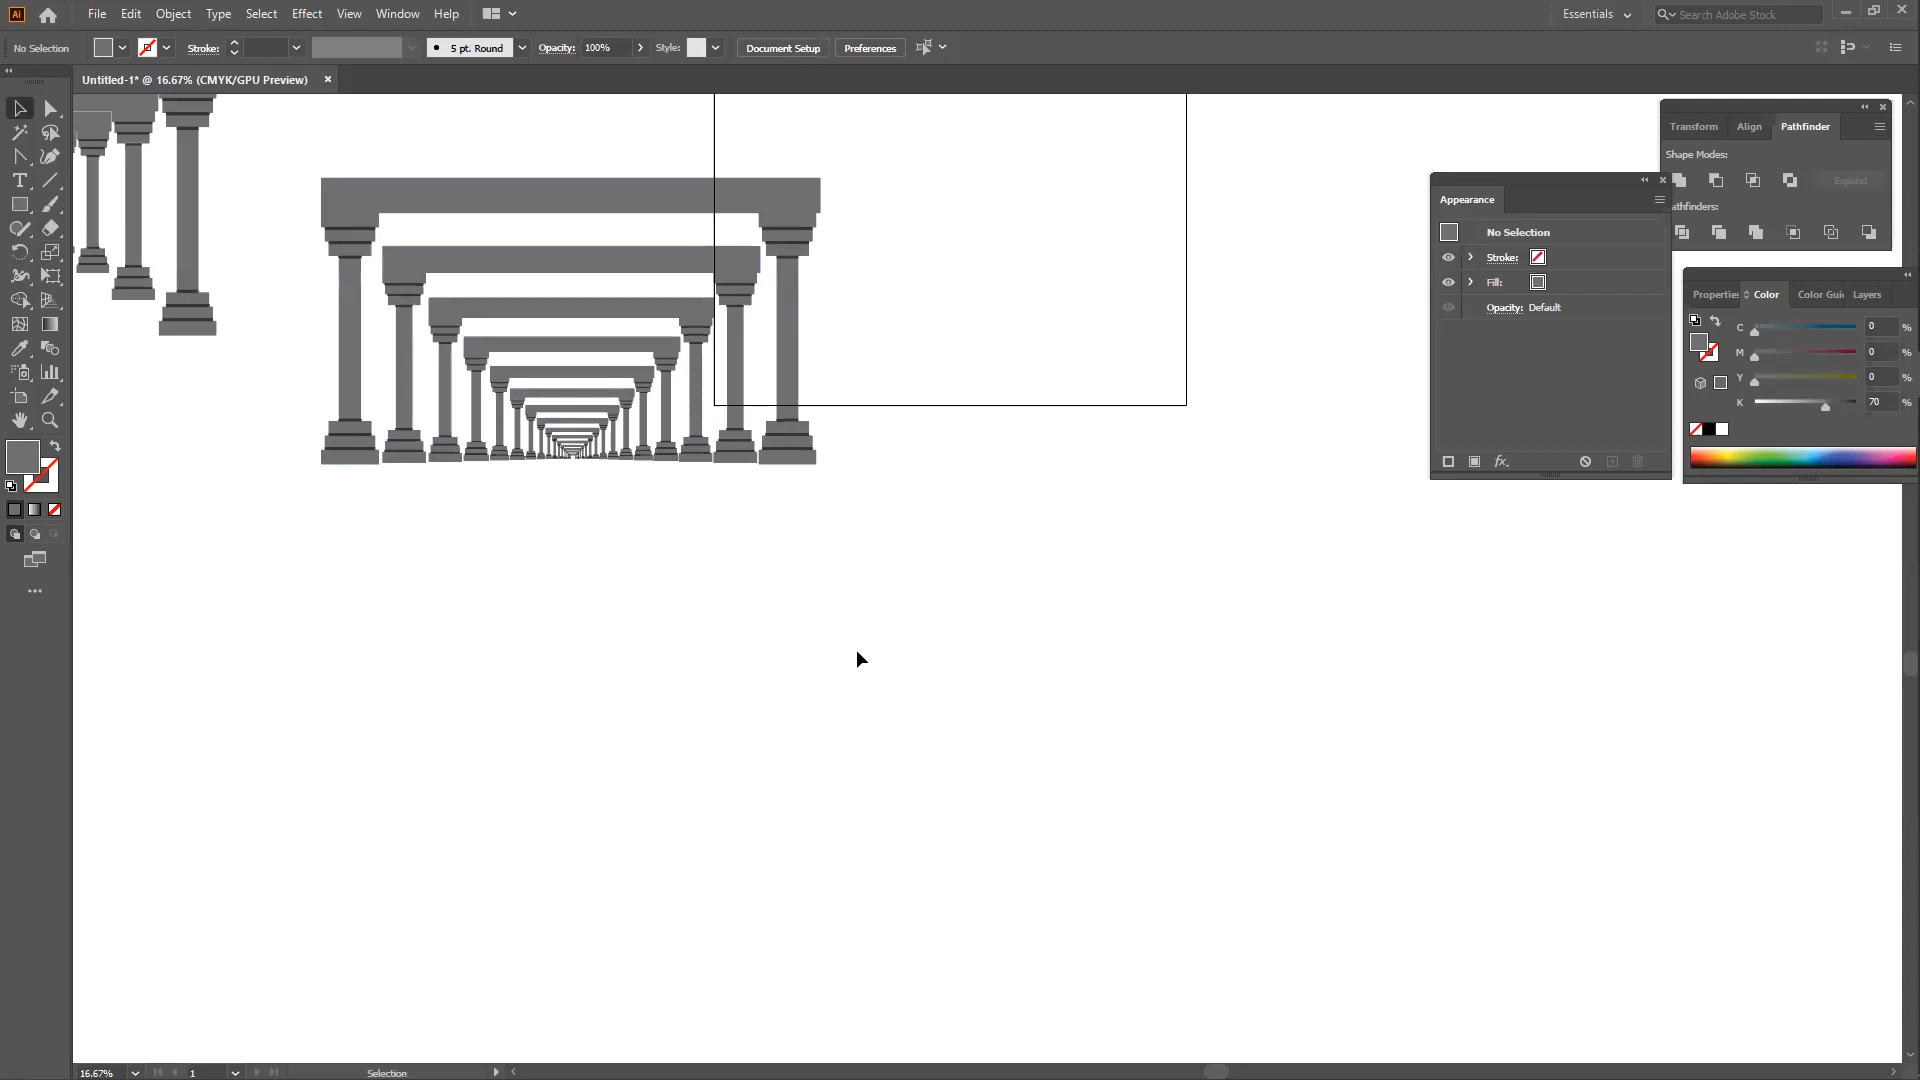 Ai File Edit Object Type Select Effect View Window Help Essentials Search Adobe Stock
No Selection Stroke: 5 pt. Round Opacity: 100% Style: Document Setup Preferences
Untitled-1* @ 16.67% (CMYK/GPU Preview)
Transform Align Pathfinder
Shape Modes:
Expand
athfinders:
Appearance
No Selection
Stroke:
Fill:
Opacity: Default
fx.
Properties Color Color Gui Layers
C 0 %
M 0 %
Y 0 %
K 70 %
16.67% 1 Selection